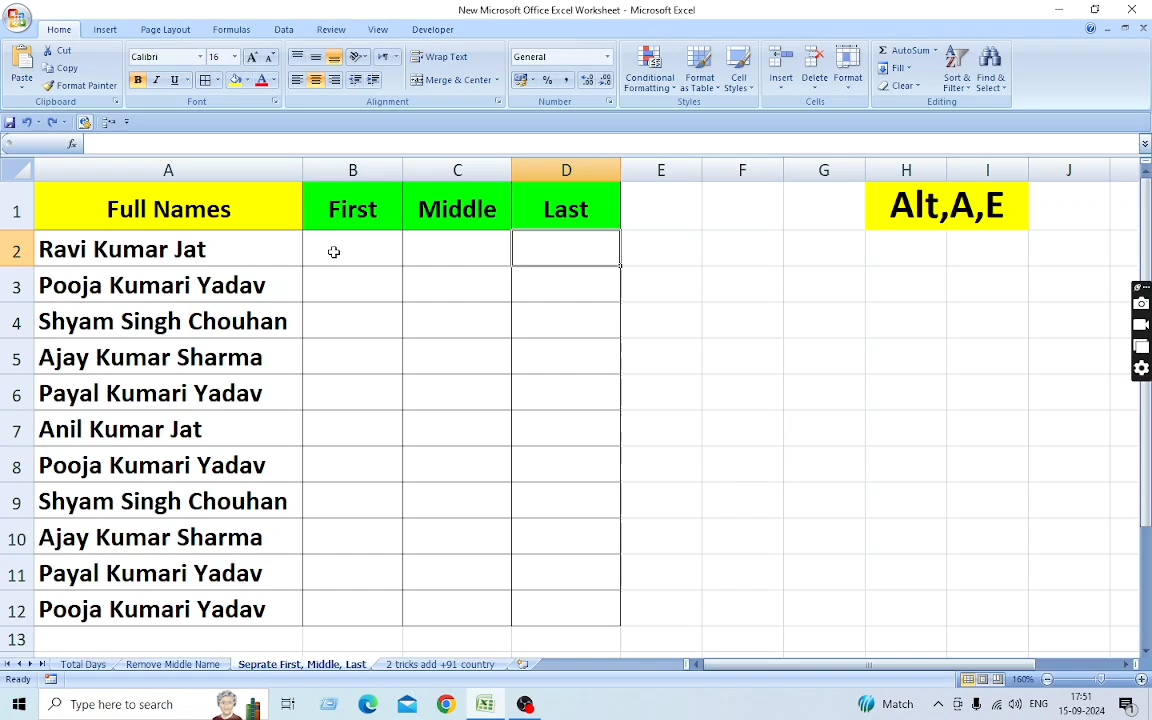 New Microsoft Office Excel Worksheet - Microsoft Excel
Home Insert Page Layout Formulas Data Review View Developer
Paste Cut Copy Format Painter Clipboard
Calibri 16 B I U Font
Wrap Text Merge & Center Alignment
General % , Number
Conditional Formatting Format as Table Cell Styles Styles
Insert Delete Format Cells
Σ AutoSum Fill Clear Sort & Filter Find & Select Editing
fx
A B C D E F G H I J
1 Full Names First Middle Last Alt,A,E
2 Ravi Kumar Jat
3 Pooja Kumari Yadav
4 Shyam Singh Chouhan
5 Ajay Kumar Sharma
6 Payal Kumari Yadav
7 Anil Kumar Jat
8 Pooja Kumari Yadav
9 Shyam Singh Chouhan
10 Ajay Kumar Sharma
11 Payal Kumari Yadav
12 Pooja Kumari Yadav
13
Total Days Remove Middle Name Seprate First, Middle, Last 2 tricks add +91 country
Ready 160%
Type here to search Match ENG 17:51
15-09-2024